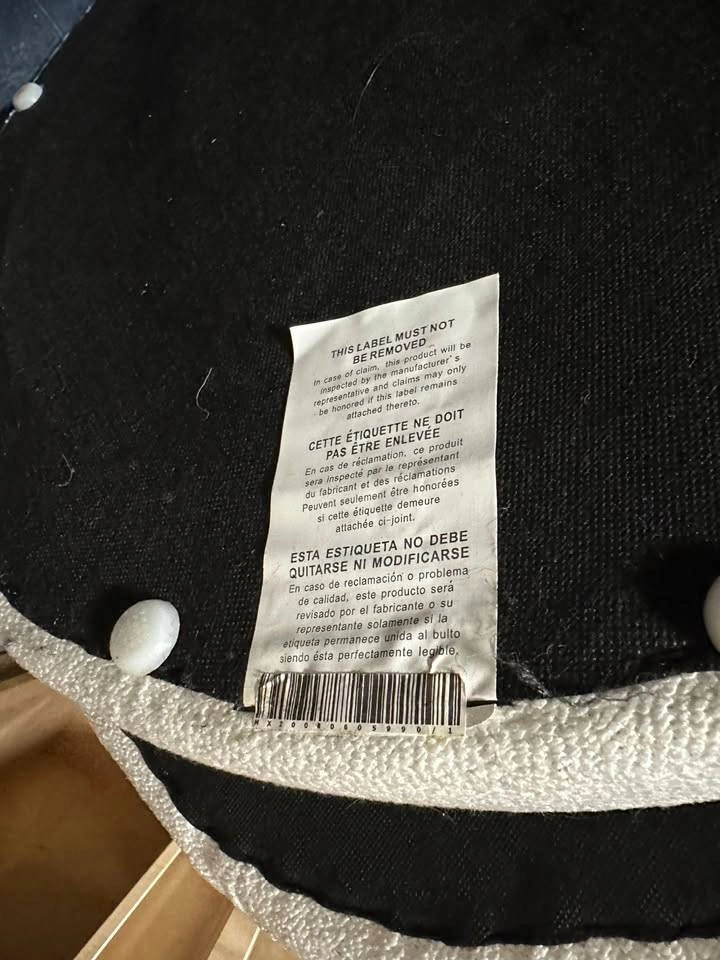 THIS LABEL MUST NOT
BE REMOVED
In case of claim, this product will be
inspected by the manufacturer's
representative and claims may only
be honored if this label remains
attached thereto.
CETTE ÉTIQUETTE NE DOIT
PAS ÊTRE ENLEVÉE
En cas de réclamation, ce produit
sera inspecté par le représentant
du fabricant et des réclamations
Peuvent seulement être honorées
si cette étiquette demeure
attachée ci-joint.
ESTA ESTIQUETA NO DEBE
QUITARSE NI MODIFICARSE
En caso de reclamación o problema
de calidad, este producto será
revisado por el fabricante o su
representante solamente si la
etiqueta permanece unida al bulto
siendo ésta perfectamente legible.
MX20080605990/1